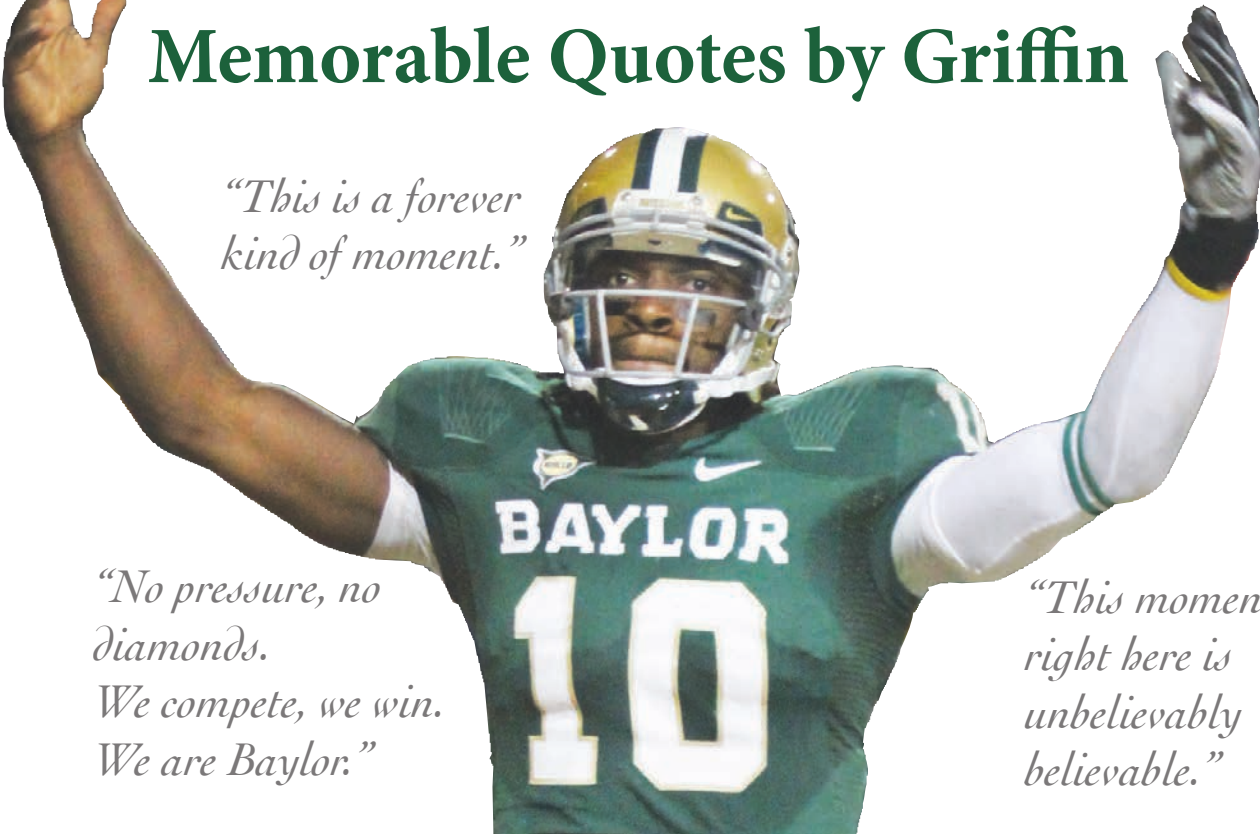 Memorable Quotes by Griffin
“This is a forever
kind of moment.”
BAYLOR
10
“No pressure, no
diamonds.
We compete, we win.
We are Baylor.”
“This momen
right here is
unbelievably
believable.”